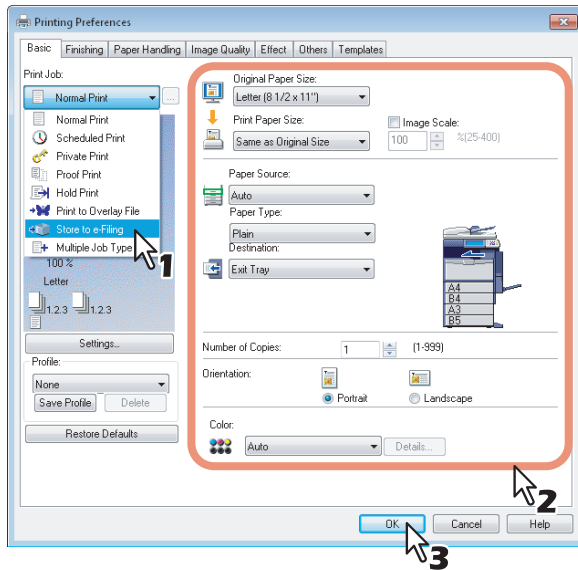 Printing Preferences
Basic Finishing Paper Handling Image Quality Effect Others Templates
Print Job:
Normal Print ...
Normal Print
Scheduled Print
Private Print
Proof Print
Hold Print
Print to Overlay File
Store to e-Filing
Multiple Job Type
1
100 %
Letter
1.2.3 1.2.3
Settings...
Profile:
None
Save Profile Delete
Restore Defaults
Original Paper Size:
Letter (8 1/2 x 11")
Print Paper Size:
Same as Original Size
Image Scale:
100 %(25-400)
Paper Source:
Auto
Paper Type:
Plain
Destination:
Exit Tray
A4
B4
A3
B5
Number of Copies: 1 (1-999)
Orientation:
Portrait Landscape
Color:
Auto Details...
2
OK Cancel Help
3